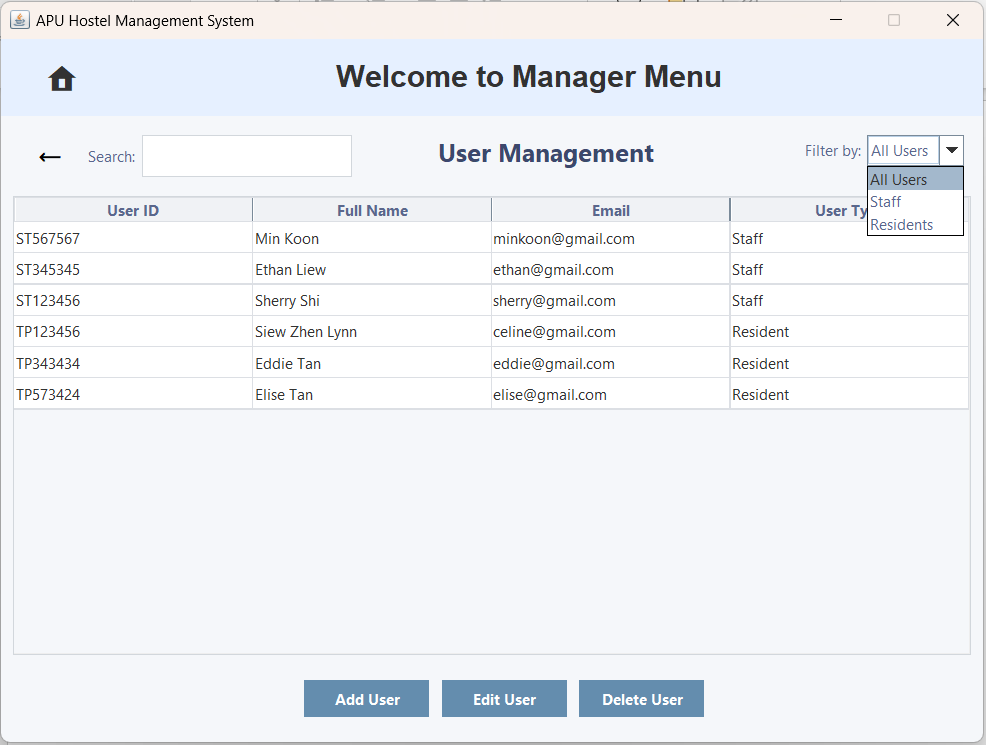 APU Hostel Management System
Welcome to Manager Menu
Search:
User Management
Filter by: All Users
All Users
Staff
Residents
User ID Full Name Email User Ty
ST567567 Min Koon minkoon@gmail.com Staff
ST345345 Ethan Liew ethan@gmail.com Staff
ST123456 Sherry Shi sherry@gmail.com Staff
TP123456 Siew Zhen Lynn celine@gmail.com Resident
TP343434 Eddie Tan eddie@gmail.com Resident
TP573424 Elise Tan elise@gmail.com Resident
Add User Edit User Delete User